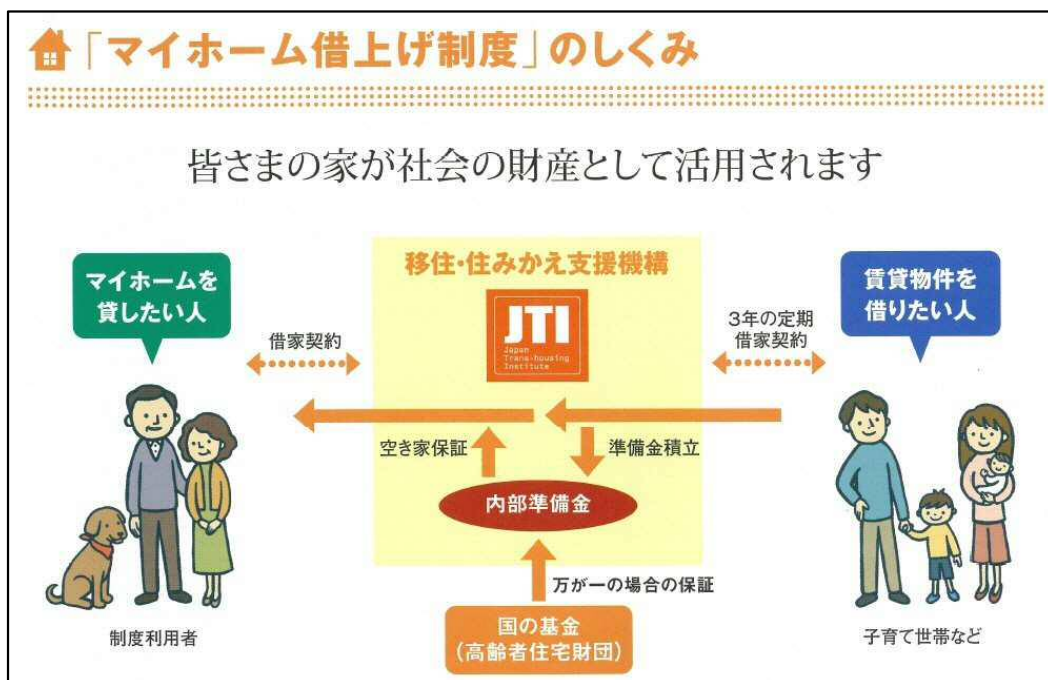 「マイホーム借上げ制度」のしくみ
皆さまの家が社会の財産として活用されます
移住・住みかえ支援機構
マイホームを
貸したい人
JTI
Japan
Trans-housing
Institute
賃貸物件を
借りたい人
借家契約
3年の定期
借家契約
空き家保証
準備金積立
内部準備金
万が一の場合の保証
制度利用者
国の基金
(高齢者住宅財団)
子育て世帯など